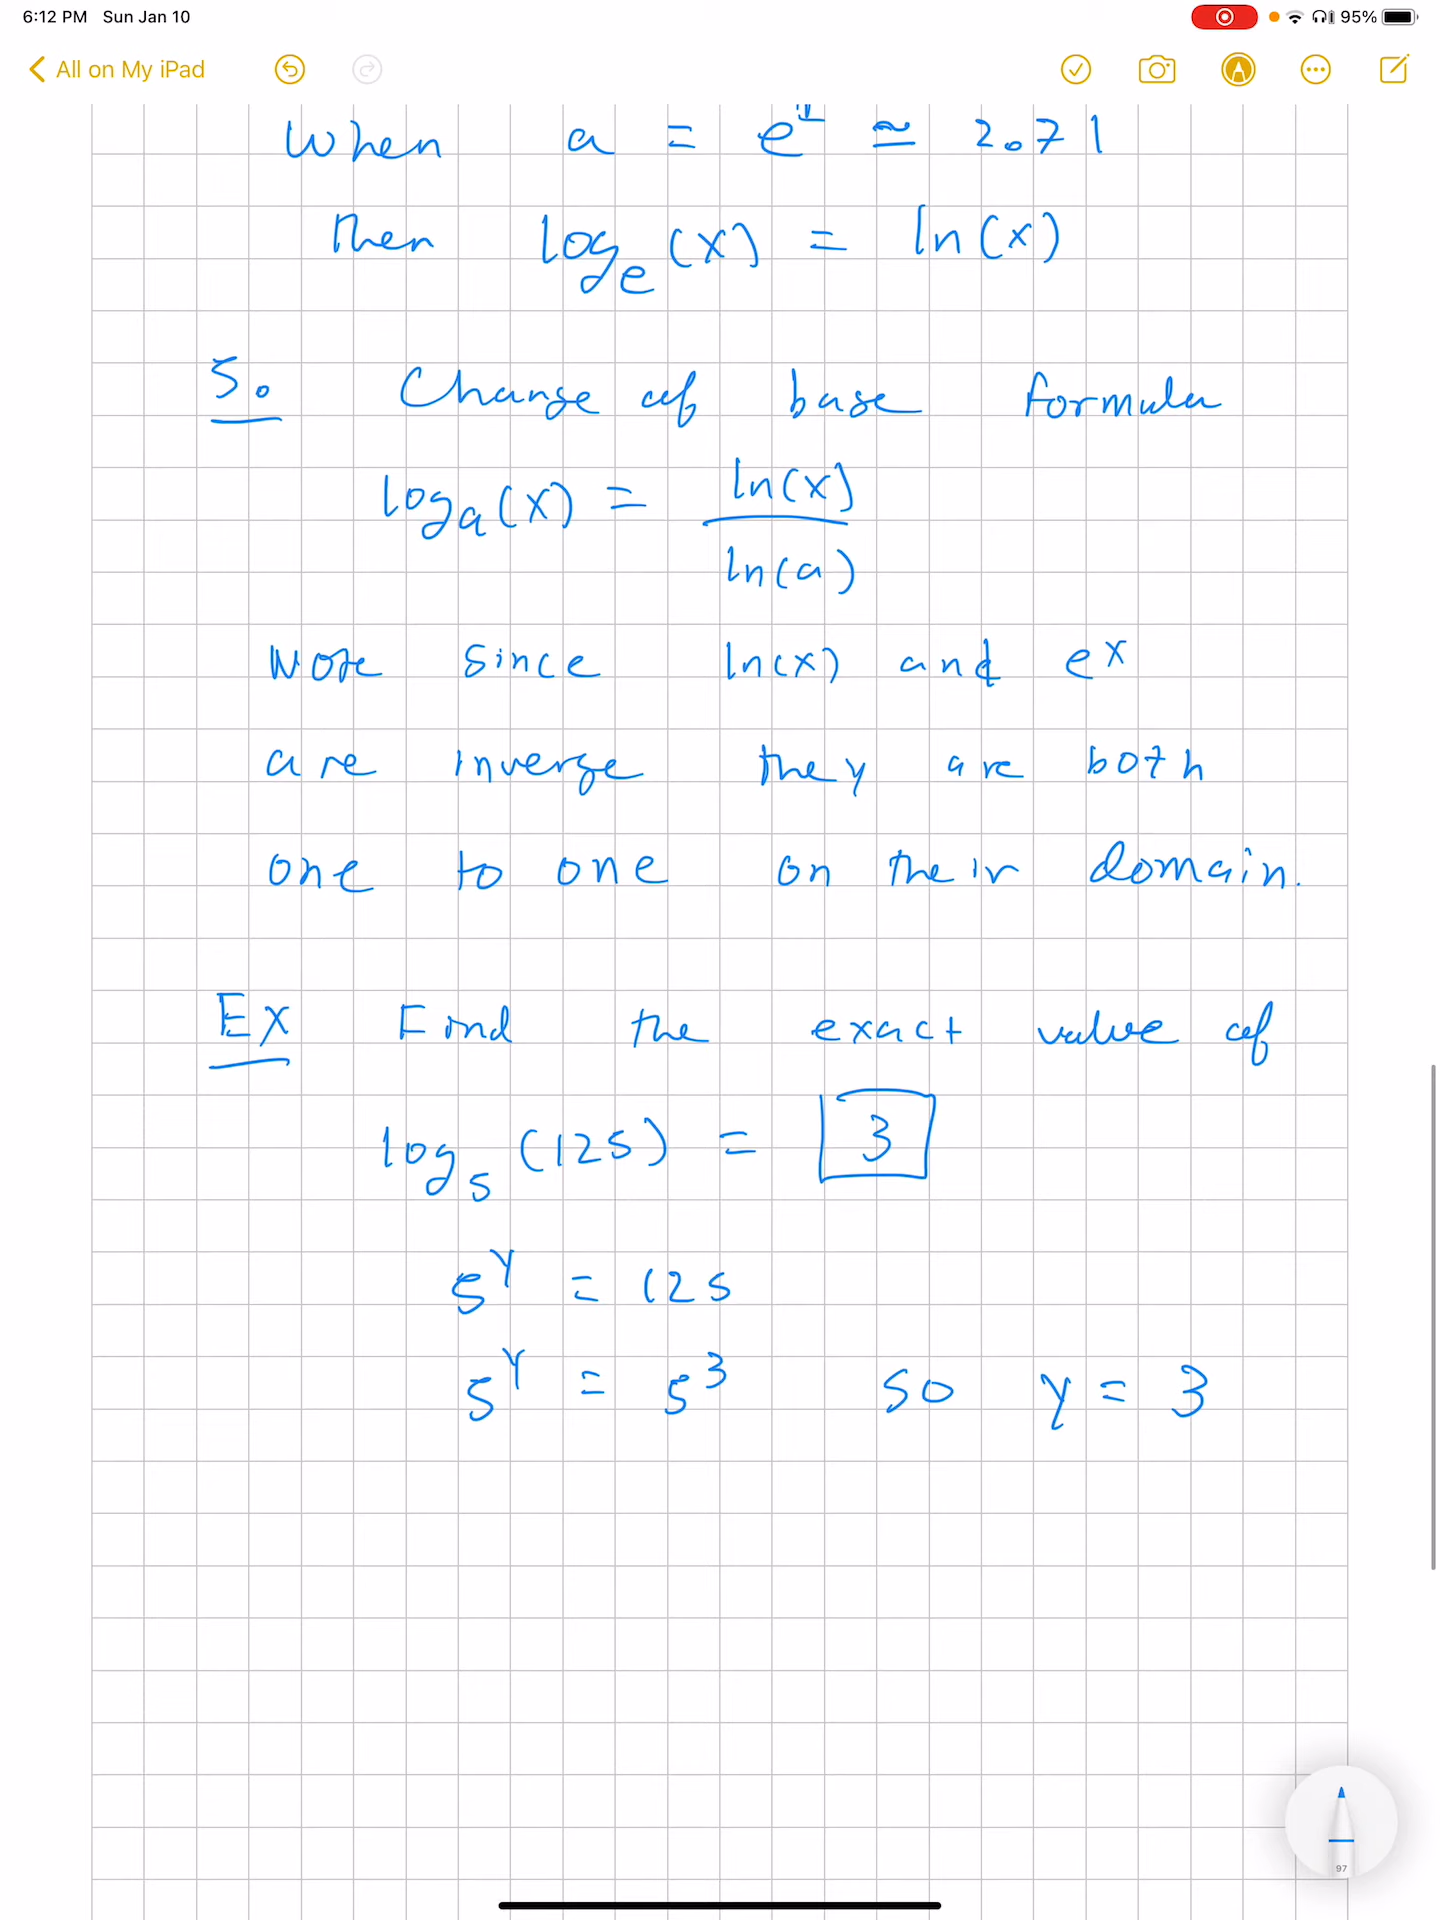 6:12 PM Sun Jan 10
95%
All on My iPad
When a = e¹ ≃ 2.71
Then logₑ(x) = ln(x)
5. Change of base formula
logₐ(x) = ln(x)
ln(a)
Note since ln(x) and eˣ
are inverse they are both
one to one on their domain.
Ex Find the exact value of
log₅(125) = 3
5ʸ = 125
5ʸ = 5³ so y = 3
97